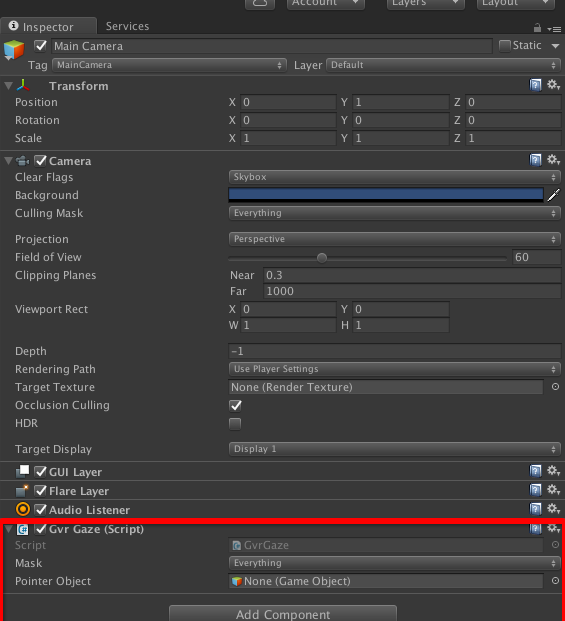 Account Layers Layout
Inspector Services
Main Camera Static
Tag MainCamera Layer Default
Transform
Position X 0 Y 1 Z 0
Rotation X 0 Y 0 Z 0
Scale X 1 Y 1 Z 1
Camera
Clear Flags Skybox
Background
Culling Mask Everything
Projection Perspective
Field of View 60
Clipping Planes Near 0.3
Far 1000
Viewport Rect X 0 Y 0
W 1 H 1
Depth -1
Rendering Path Use Player Settings
Target Texture None (Render Texture)
Occlusion Culling
HDR
Target Display Display 1
GUI Layer
Flare Layer
Audio Listener
Gvr Gaze (Script)
Script GvrGaze
Mask Everything
Pointer Object None (Game Object)
Add Component